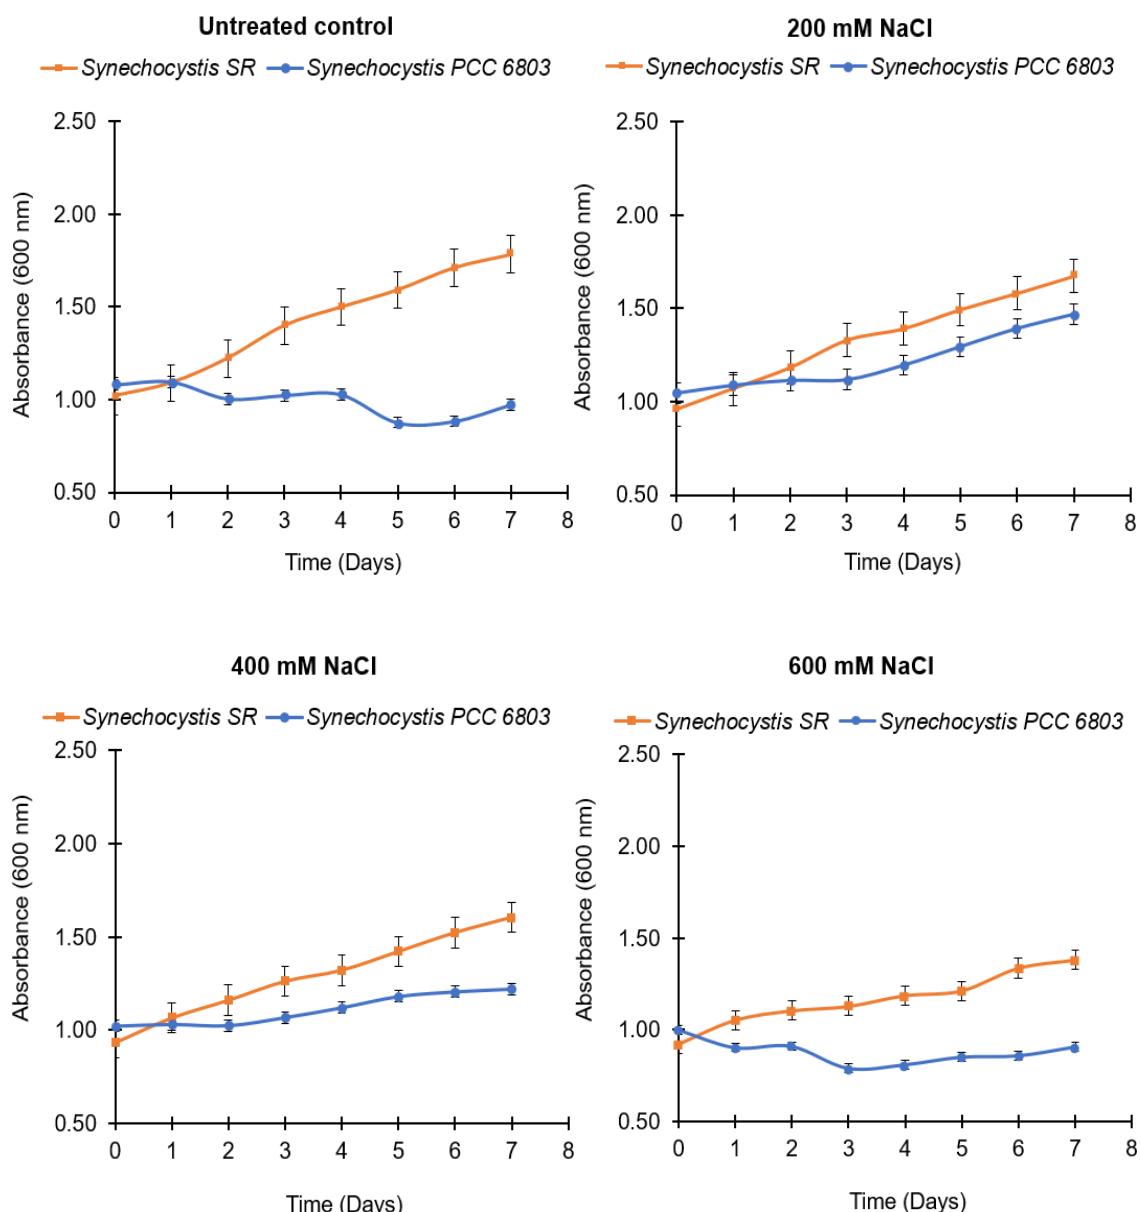 Untreated control
Synechocystis SR Synechocystis PCC 6803
2.50
2.00
1.50
1.00
0.50
Absorbance (600 nm)
0 1 2 3 4 5 6 7 8
Time (Days)
200 mM NaCl
Synechocystis SR Synechocystis PCC 6803
2.50
2.00
1.50
1.00
0.50
Absorbance (600 nm)
0 1 2 3 4 5 6 7 8
Time (Days)
400 mM NaCl
Synechocystis SR Synechocystis PCC 6803
2.50
2.00
1.50
1.00
0.50
Absorbance (600 nm)
0 1 2 3 4 5 6 7 8
Time (Days)
600 mM NaCl
Synechocystis SR Synechocystis PCC 6803
2.50
2.00
1.50
1.00
0.50
Absorbance (600 nm)
0 1 2 3 4 5 6 7 8
Time (Days)